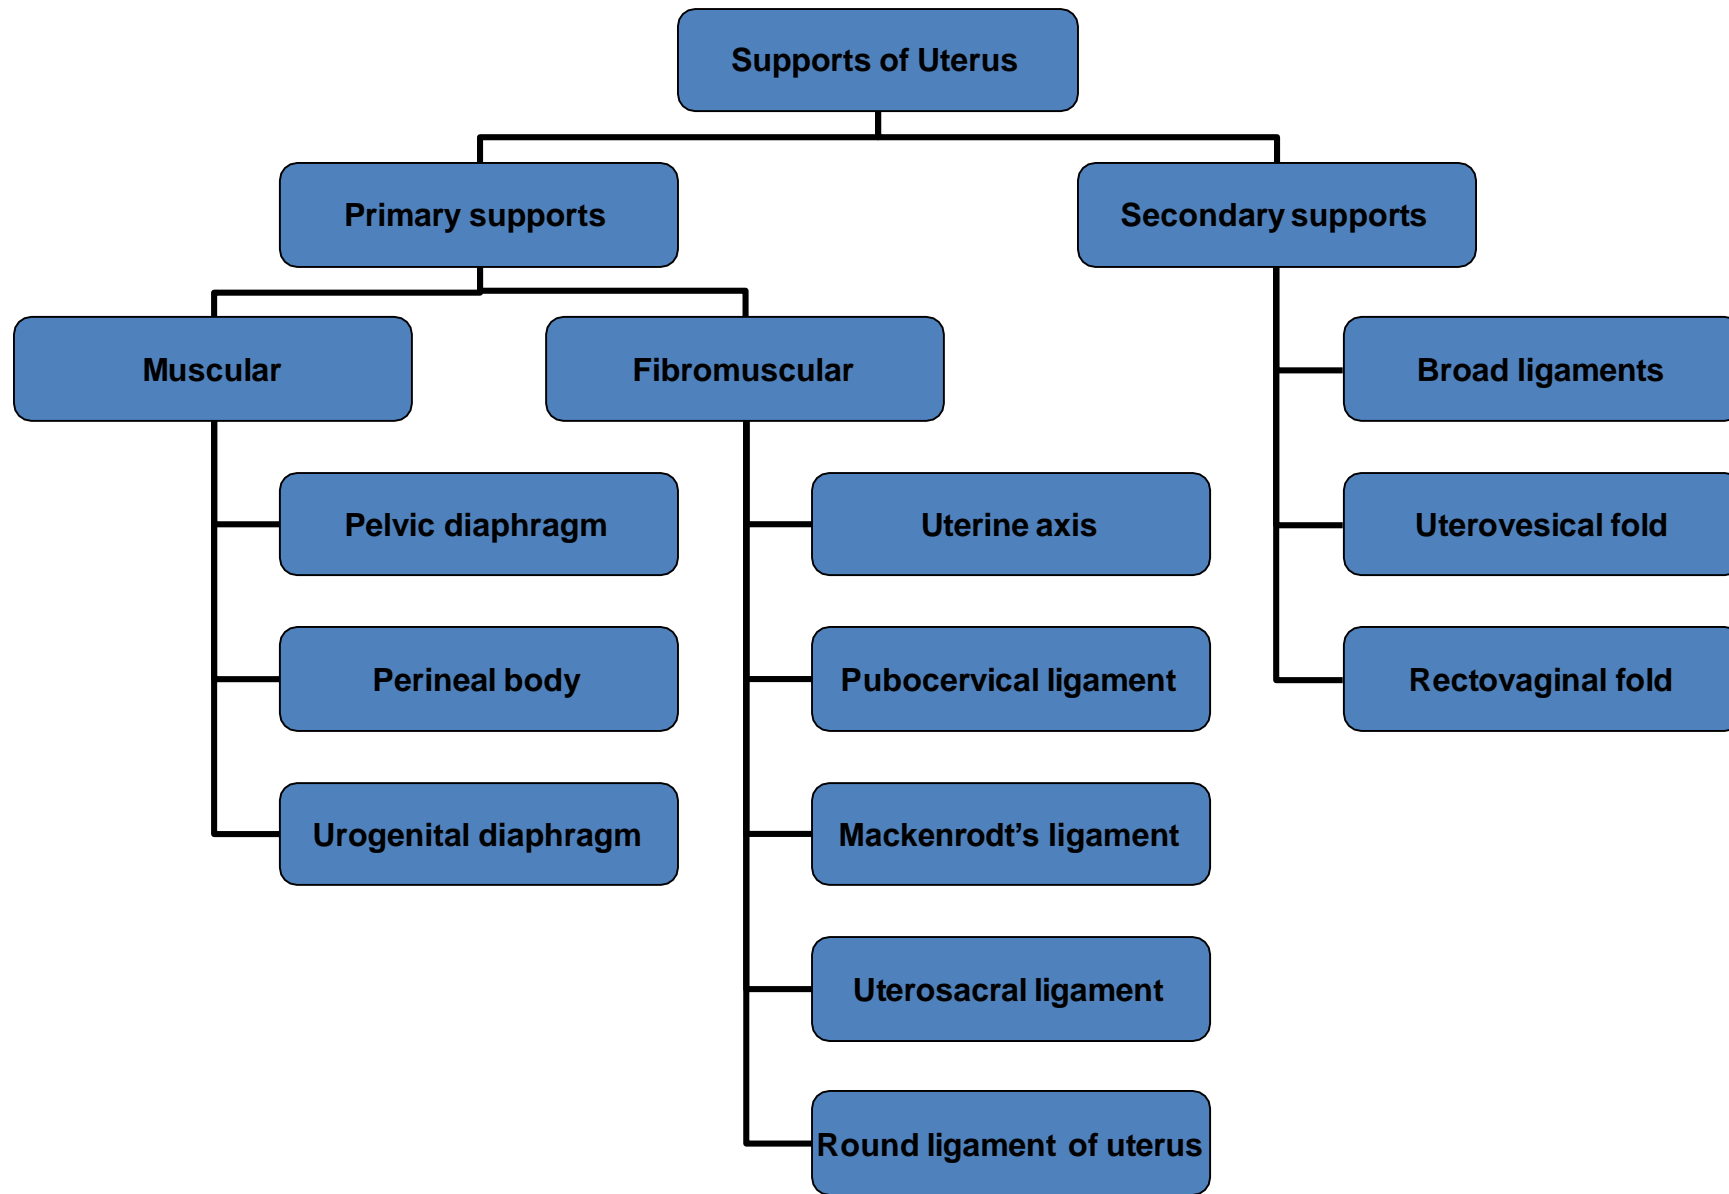 Supports of Uterus
Primary supports
Secondary supports
Muscular
Fibromuscular
Broad ligaments
Pelvic diaphragm
Uterine axis
Uterovesical fold
Perineal body
Pubocervical ligament
Rectovaginal fold
Urogenital diaphragm
Mackenrodt’s ligament
Uterosacral ligament
Round ligament of uterus